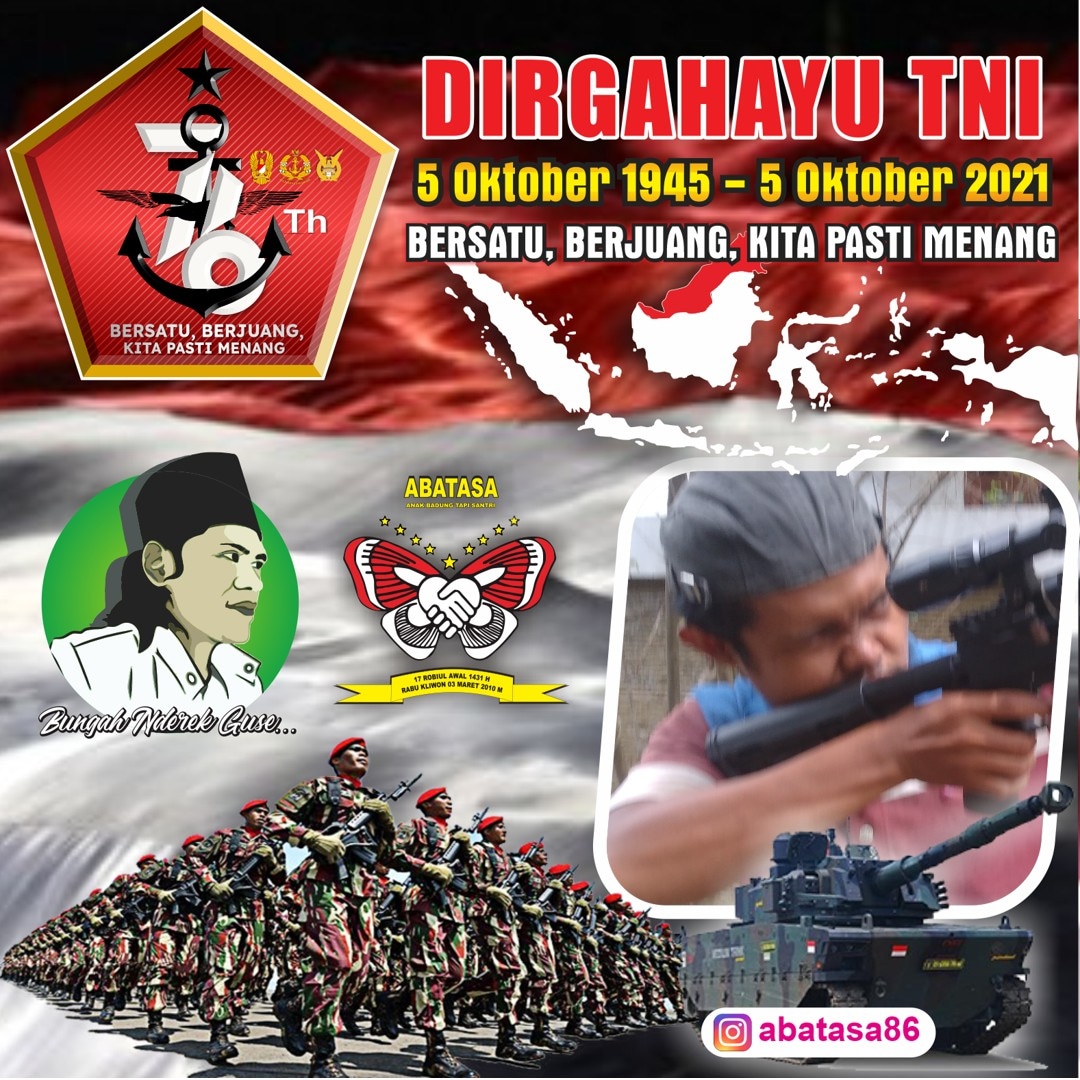 DIRGAHAYU TNI
5 Oktober 1945 – 5 Oktober 2021
BERSATU, BERJUANG, KITA PASTI MENANG
76
Th
BERSATU, BERJUANG,
KITA PASTI MENANG
ABATASA
ANAK BADUNG TAPI SANTRI
17 ROBIUL AWAL 1431 H
RABU KLIWON 03 MARET 2010 M
Bungah Nderek Guse...
abatasa86